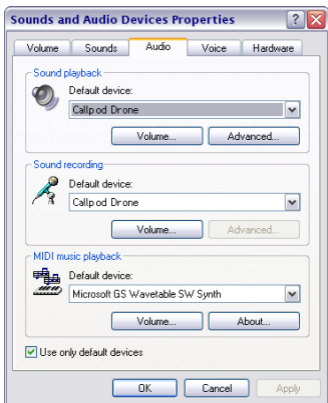 Sounds and Audio Devices Properties
Volume Sounds Audio Voice Hardware
Sound playback
Default device:
Callpod Drone
Volume... Advanced...
Sound recording
Default device:
Callpod Drone
Volume... Advanced...
MIDI music playback
Default device:
Microsoft GS Wavetable SW Synth
Volume... About...
Use only default devices
OK Cancel Apply